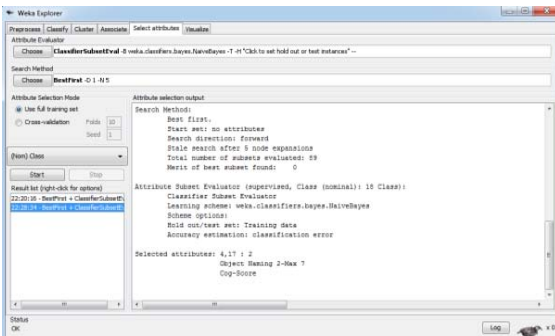 Weka Explorer
Preprocess Classify Cluster Associate Select attributes Visualize
Attribute Evaluator
Choose ClassifierSubsetEval -B weka.classifiers.bayes.NaiveBayes -T -H "Click to set hold out or test instances" --
Search Method
Choose BestFirst -D 1 -N 5
Attribute Selection Mode
Use full training set
Cross-validation Folds 10
Seed 1
(Nom) Class
Start Stop
Result list (right-click for options)
22:20:16 - BestFirst + ClassifierSubsetEv
22:28:34 - BestFirst + ClassifierSubsetEv
Attribute selection output
Search Method:
Best first.
Start set: no attributes
Search direction: forward
Stale search after 5 node expansions
Total number of subsets evaluated: 89
Merit of best subset found: 0
Attribute Subset Evaluator (supervised, Class (nominal): 18 Class):
Classifier Subset Evaluator
Learning scheme: weka.classifiers.bayes.NaiveBayes
Scheme options:
Hold out/test set: Training data
Accuracy estimation: classification error
Selected attributes: 4,17 : 2
Object Naming 2-Max 7
Cog-Score
Status
OK
Log
x 0